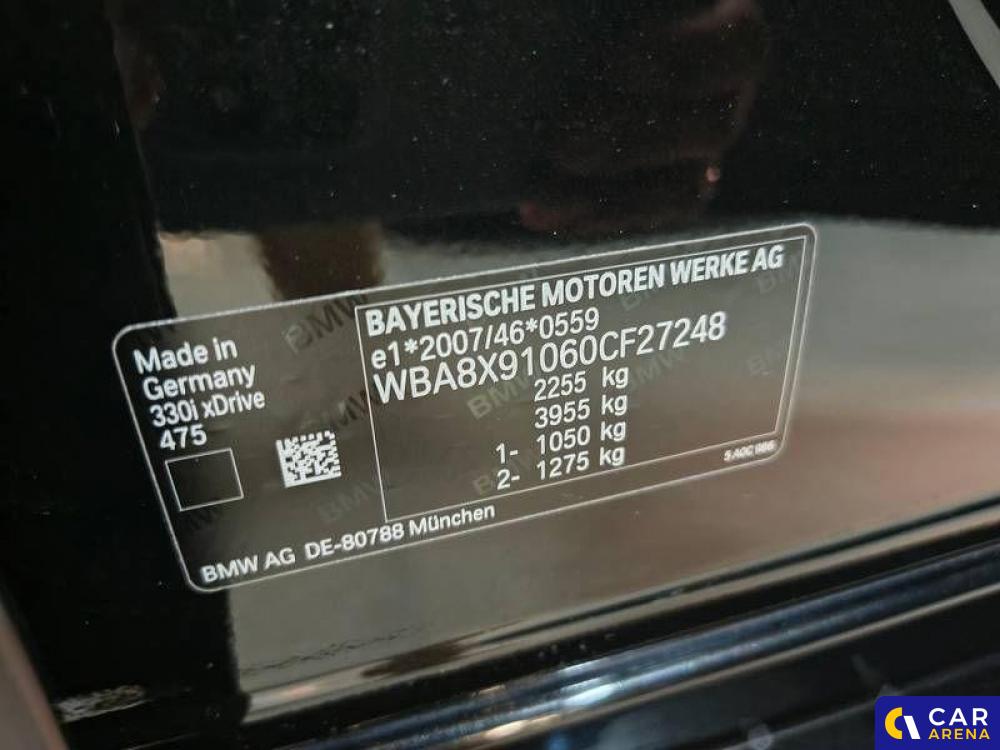 Made in
Germany
330i xDrive
475
BAYERISCHE MOTOREN WERKE AG
e1*2007/46*0559
WBA8X91060CF27248
2255 kg
3955 kg
1- 1050 kg
2- 1275 kg
BMW AG DE-80788 München
CAR
ARENA